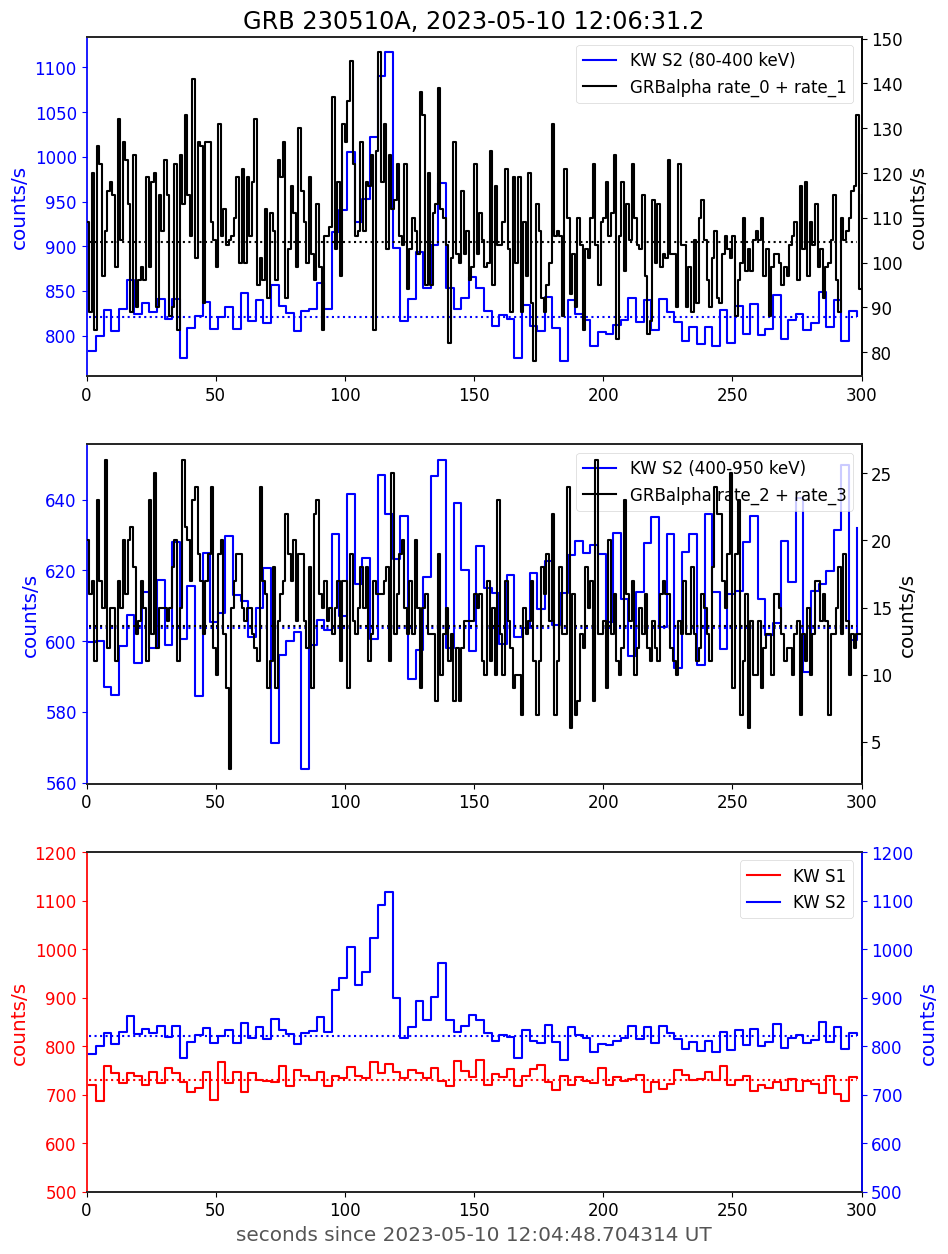 GRB 230510A, 2023-05-10 12:06:31.2
KW S2 (80-400 keV)
GRBalpha rate_0 + rate_1
1100
1050
1000
950
900
850
800
counts/s
150
140
130
120
110
100
90
80
counts/s
0 50 100 150 200 250 300
KW S2 (400-950 keV)
GRBalpha rate_2 + rate_3
640
620
600
580
560
counts/s
25
20
15
10
5
counts/s
0 50 100 150 200 250 300
KW S1
KW S2
1200
1100
1000
900
800
700
600
500
counts/s
1200
1100
1000
900
800
700
600
500
counts/s
0 50 100 150 200 250 300
seconds since 2023-05-10 12:04:48.704314 UT